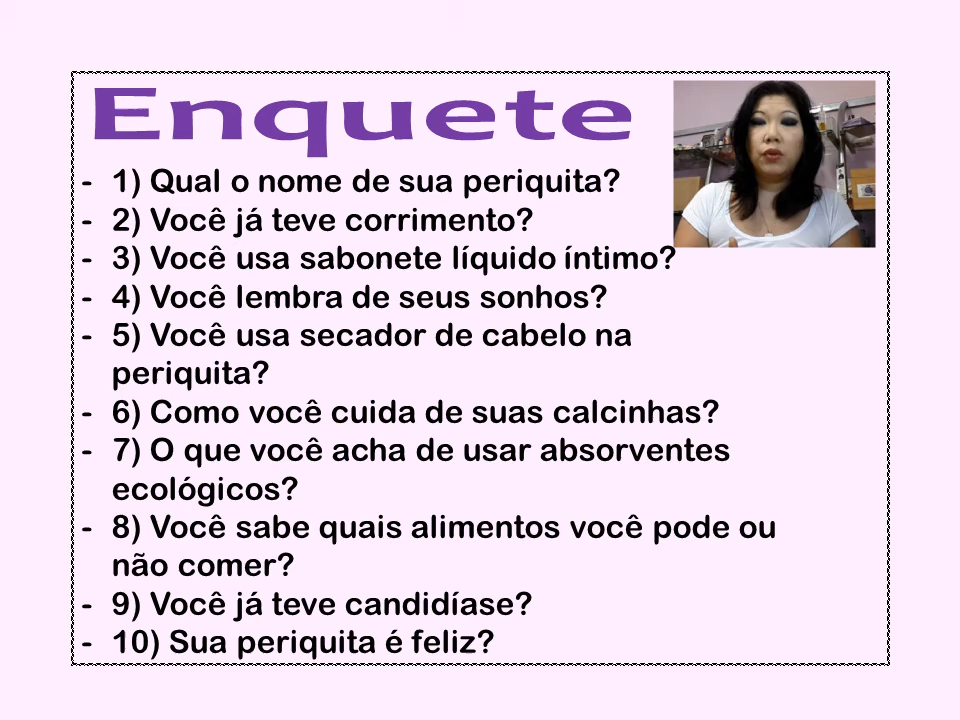 Enquete
- 1) Qual o nome de sua periquita?
- 2) Você já teve corrimento?
- 3) Você usa sabonete líquido íntimo?
- 4) Você lembra de seus sonhos?
- 5) Você usa secador de cabelo na
periquita?
- 6) Como você cuida de suas calcinhas?
- 7) O que você acha de usar absorventes
ecológicos?
- 8) Você sabe quais alimentos você pode ou
não comer?
- 9) Você já teve candidíase?
- 10) Sua periquita é feliz?